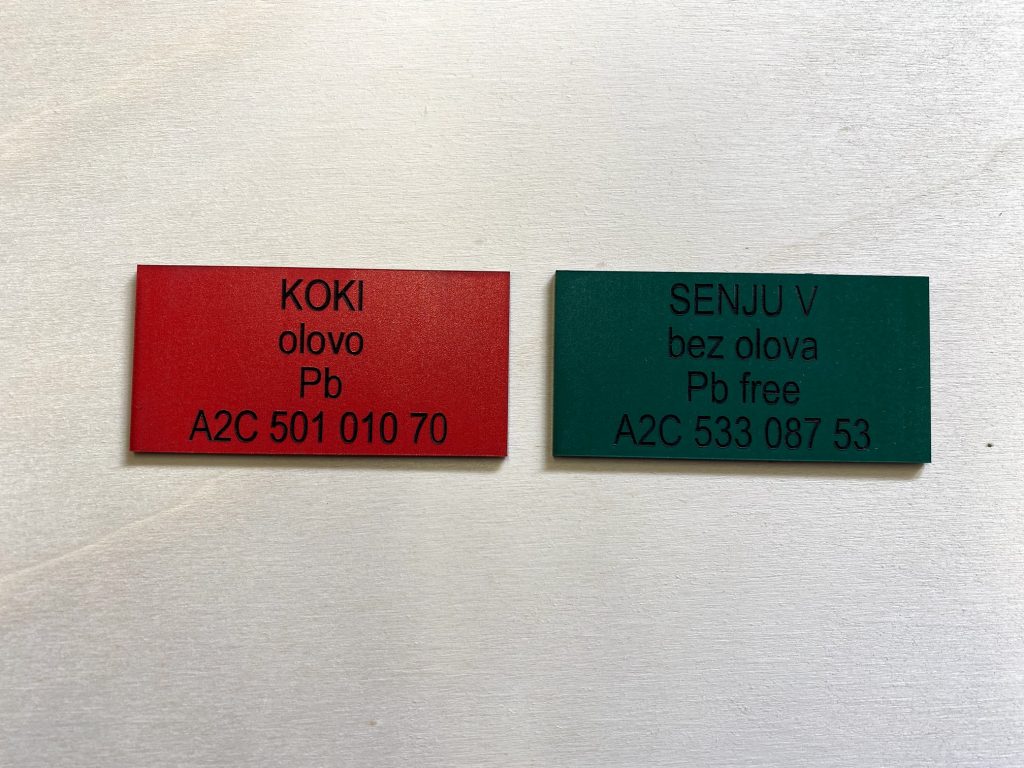 KOKI
olovo
Pb
A2C 501 010 70
SENJU V
bez olova
Pb free
A2C 533 087 53